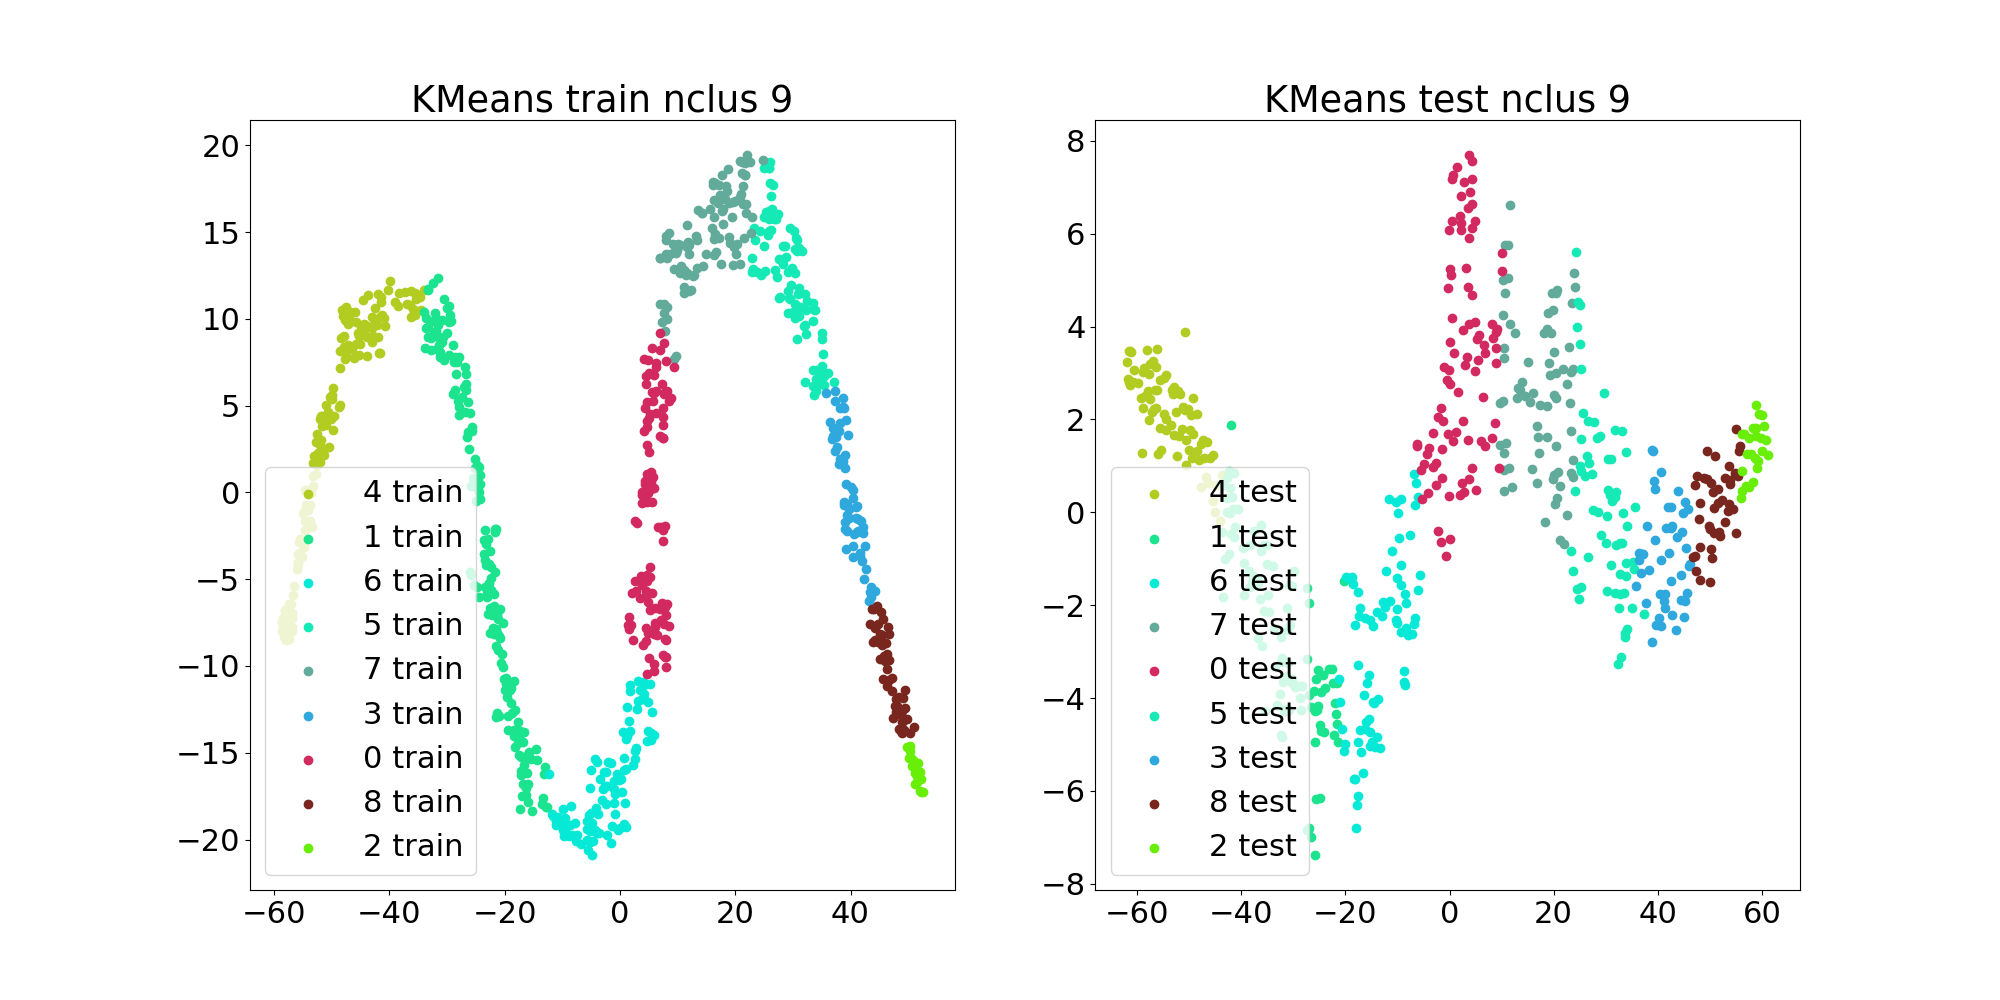 KMeans train nclus 9
20
15
10
5
0
−5
−10
−15
−20
−60
−40
−20
0
20
40
4 train
1 train
6 train
5 train
7 train
3 train
0 train
8 train
2 train
KMeans test nclus 9
8
6
4
2
0
−2
−4
−6
−8
−60
−40
−20
0
20
40
60
4 test
1 test
6 test
7 test
0 test
5 test
3 test
8 test
2 test